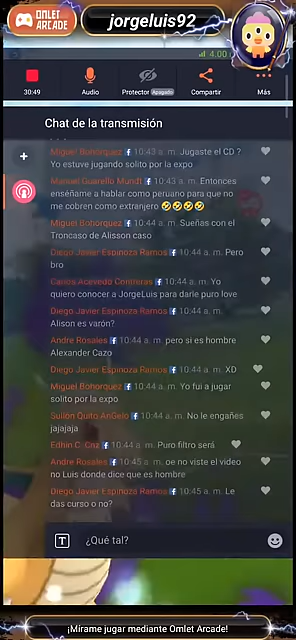 OMLET
ARCADE
jorgeluis92
4.00
30:49
Audio
Protector Apagado
Compartir
Más
Chat de la transmisión
Miguel Bohorquez 10:43 a. m. Jugaste el CD ?
Yo estuve jugando solito por la expo
Manuel Guarello Mundt 10:43 a. m. Entonces
enseñarme a hablar como peruano para que no
me cobren como extranjero 🤣🤣🤣🤣
Miguel Bohorquez 10:44 a. m. Sueñas con el
Troncaso de Alisson caso
Diego Javier Espinoza Ramos 10:44 a. m. Pero
bro
Carlos Acevedo Contreras 10:44 a. m. Yo
quiero conocer a JorgeLuis para darle puro love
Diego Javier Espinoza Ramos 10:44 a. m.
Alison es varón?
Andre Rosales 10:44 a. m. pero si es hombre
Alexander Cazo
Diego Javier Espinoza Ramos 10:44 a. m. XD
Miguel Bohorquez 10:44 a. m. Yo fui a jugar
solito por la expo
Sulión Quito AnGelo 10:44 a. m. No le engañes
jajajaja
Edhin C. Cnz 10:44 a. m. Puro filtro será
Andre Rosales 10:45 a. m. oe no viste el video
no Luis donde dice que es hombre
Diego Javier Espinoza Ramos 10:45 a. m. Le
das curso o no?
T ¿Qué tal?
¡Mírame jugar mediante Omlet Arcade!